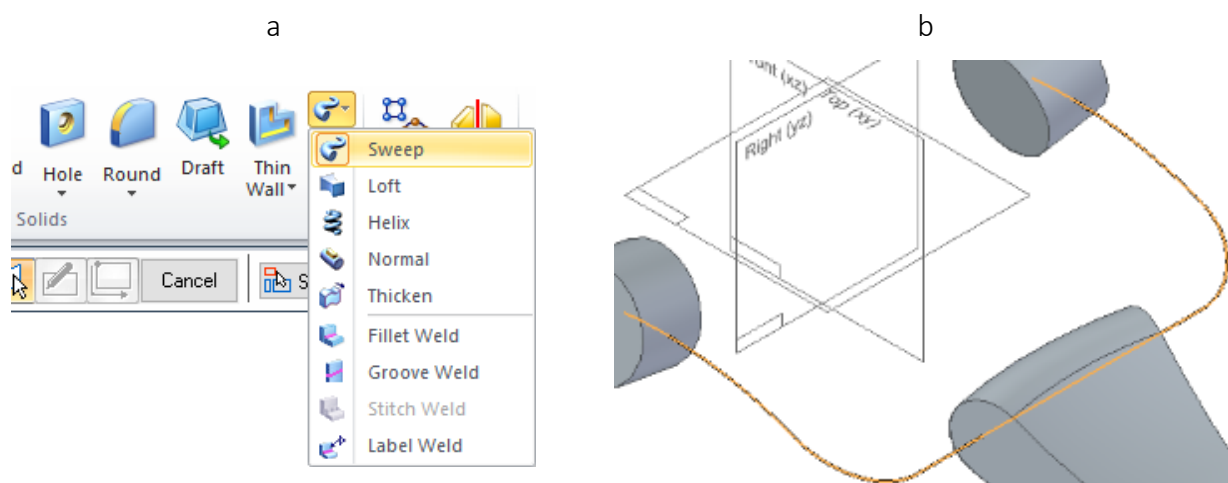 a
b
Hole
Round
Draft
Thin
Wall
Solids
Cancel
Sweep
Loft
Helix
Normal
Thicken
Fillet Weld
Groove Weld
Stitch Weld
Label Weld
(xz)
Top (xy)
Right (yz)